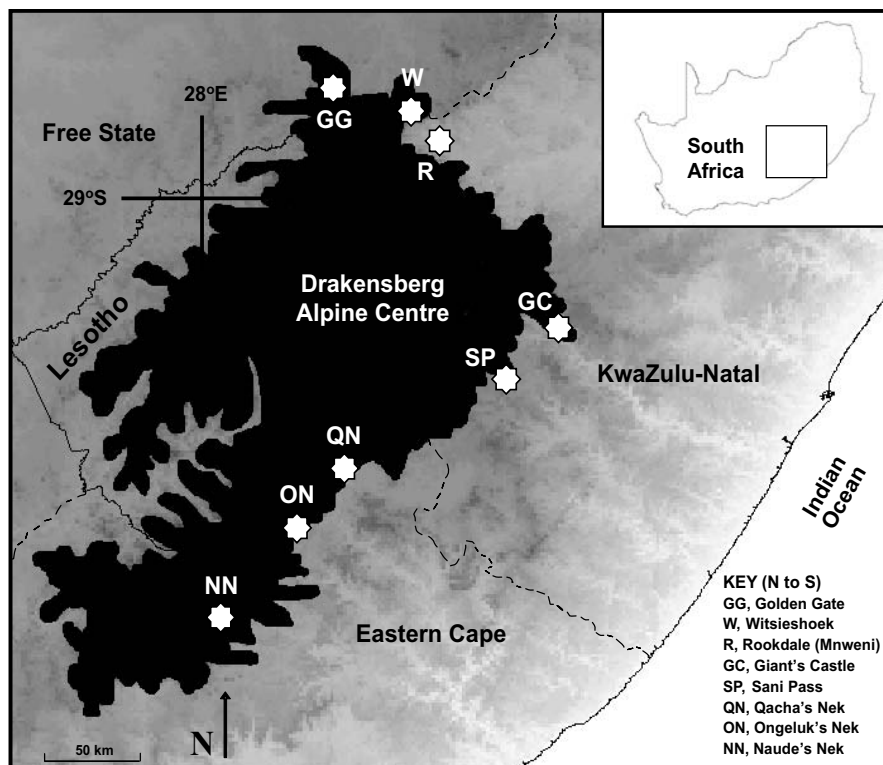 28ºE
W
GG
Free State
R
29ºS
South
Africa
Drakensberg
Alpine Centre
GC
Lesotho
SP
KwaZulu-Natal
QN
ON
Indian
Ocean
NN
Eastern Cape
N
50 km
KEY (N to S)
GG, Golden Gate
W, Witsieshoek
R, Rookdale (Mnweni)
GC, Giant's Castle
SP, Sani Pass
QN, Qacha's Nek
ON, Ongeluk's Nek
NN, Naude's Nek